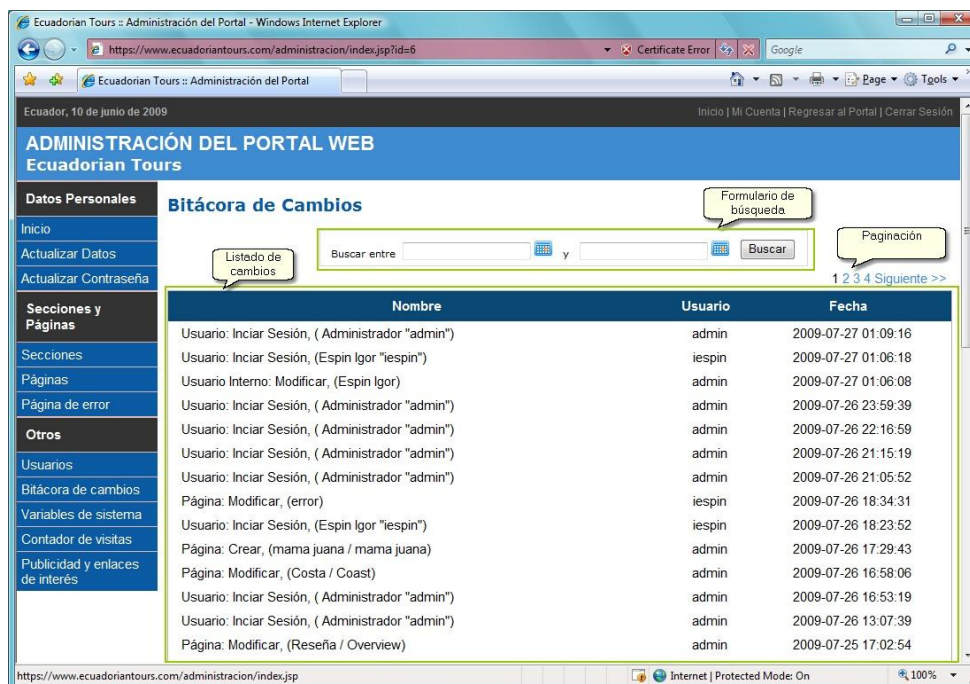 Ecuadorian Tours :: Administración del Portal - Windows Internet Explorer
https://www.ecuadoriantours.com/administracion/index.jsp?id=6
Certificate Error
Google
Ecuadorian Tours :: Administración del Portal
Page
Tools
Ecuador, 10 de junio de 2009
Inicio | Mi Cuenta | Regresar al Portal | Cerrar Sesión
ADMINISTRACIÓN DEL PORTAL WEB
Ecuadorian Tours
Datos Personales
Inicio
Actualizar Datos
Actualizar Contraseña
Secciones y
Páginas
Secciones
Páginas
Página de error
Otros
Usuarios
Bitácora de cambios
Variables de sistema
Contador de visitas
Publicidad y enlaces
de interés
Bitácora de Cambios
Formulario de
búsqueda
Buscar entre
y
Buscar
Paginación
Listado de
cambios
1 2 3 4 Siguiente >>
Nombre Usuario Fecha
Usuario: Inciar Sesión, ( Administrador "admin") admin 2009-07-27 01:09:16
Usuario: Inciar Sesión, (Espin Igor "iespin") iespin 2009-07-27 01:06:18
Usuario Interno: Modificar, (Espin Igor) admin 2009-07-27 01:06:08
Usuario: Inciar Sesión, ( Administrador "admin") admin 2009-07-26 23:59:39
Usuario: Inciar Sesión, ( Administrador "admin") admin 2009-07-26 22:16:59
Usuario: Inciar Sesión, ( Administrador "admin") admin 2009-07-26 21:15:19
Usuario: Inciar Sesión, ( Administrador "admin") admin 2009-07-26 21:05:52
Página: Modificar, (error) iespin 2009-07-26 18:34:31
Usuario: Inciar Sesión, (Espin Igor "iespin") iespin 2009-07-26 18:23:52
Página: Crear, (mama juana / mama juana) admin 2009-07-26 17:29:43
Página: Modificar, (Costa / Coast) admin 2009-07-26 16:58:06
Usuario: Inciar Sesión, ( Administrador "admin") admin 2009-07-26 16:53:19
Usuario: Inciar Sesión, ( Administrador "admin") admin 2009-07-26 13:07:39
Página: Modificar, (Reseña / Overview) admin 2009-07-25 17:02:54
https://www.ecuadoriantours.com/administracion/index.jsp
Internet | Protected Mode: On
100%